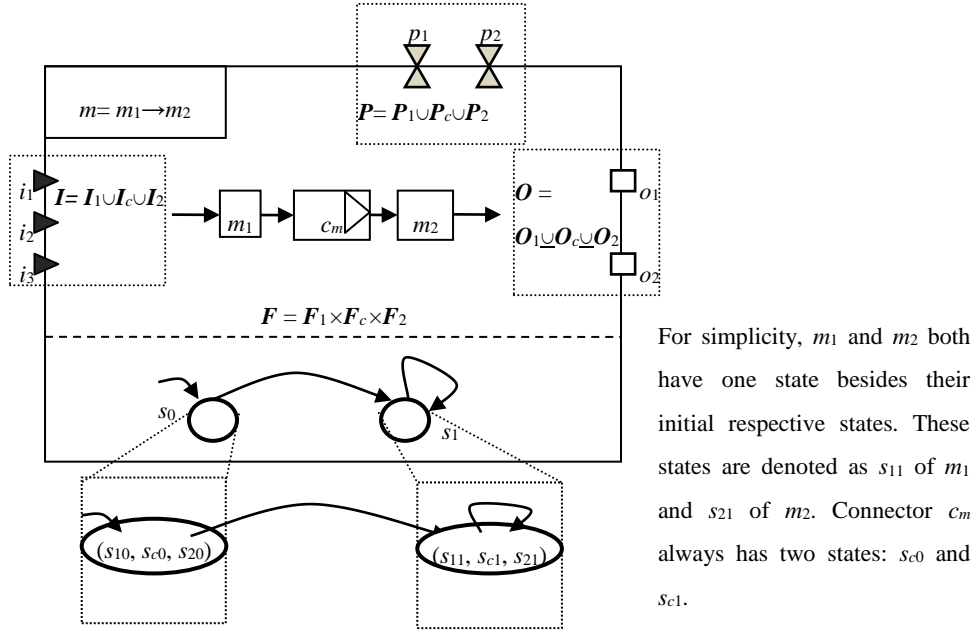 p1 p2
m= m1→m2
P= P1∪Pc∪P2
i1 I= I1∪Ic∪I2
i2
i3
m1 cm m2
O =
O1∪Oc∪O2
o1
o2
F = F1×Fc×F2
s0 s1
(s10, sc0, s20) (s11, sc1, s21)
For simplicity, m1 and m2 both
have one state besides their
initial respective states. These
states are denoted as s11 of m1
and s21 of m2. Connector cm
always has two states: sc0 and
sc1.